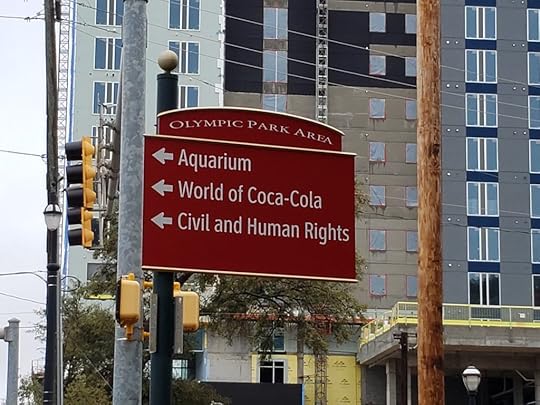 OLYMPIC PARK AREA
← Aquarium
← World of Coca-Cola
← Civil and Human Rights